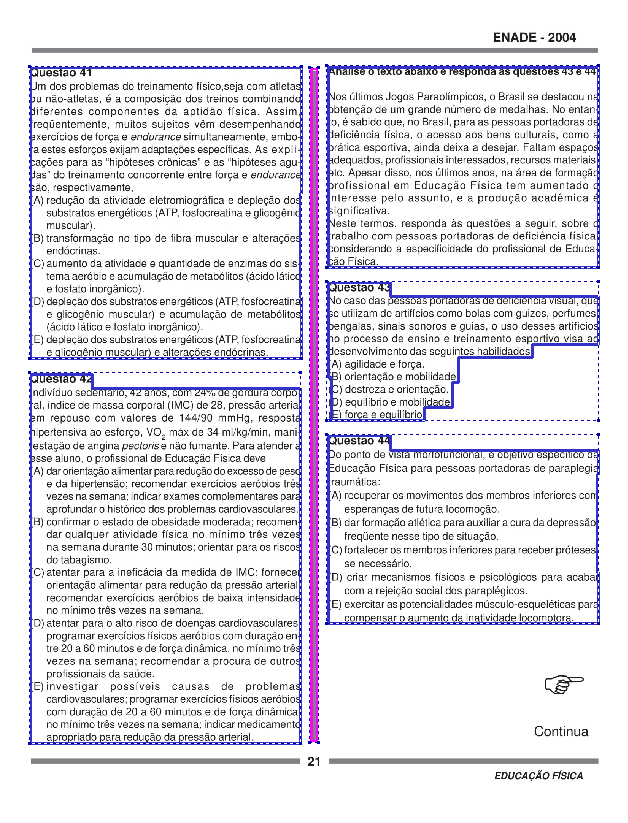 ENADE - 2004
Questão 41
Um dos problemas do treinamento físico,seja com atletas
ou não-atletas, é a composição dos treinos combinando
diferentes componentes da aptidão física. Assim,
freqüentemente, muitos sujeitos vêm desempenhando
exercícios de força e endurance simultaneamente, embo-
ra estes esforços exijam adaptações específicas. As expli-
cações para as “hipóteses crônicas” e as “hipóteses agu-
das” do treinamento concorrente entre força e endurance
são, respectivamente,
(A) redução da atividade eletromiográfica e depleção dos
substratos energéticos (ATP, fosfocreatina e glicogênio
muscular).
(B) transformação no tipo de fibra muscular e alterações
endócrinas.
(C) aumento da atividade e quantidade de enzimas do sis-
tema aeróbio e acumulação de metabólitos (ácido lático
e fosfato inorgânico).
(D) depleção dos substratos energéticos (ATP, fosfocreatina
e glicogênio muscular) e acumulação de metabólitos
(ácido lático e fosfato inorgânico).
(E) depleção dos substratos energéticos (ATP, fosfocreatina
e glicogênio muscular) e alterações endócrinas.
Questão 42
Indivíduo sedentário, 42 anos, com 24% de gordura corpo-
ral, índice de massa corporal (IMC) de 28, pressão arterial
em repouso com valores de 144/90 mmHg, resposta
hipertensiva ao esforço, VO2 máx de 34 ml/kg/min, mani-
festação de angina pectoris e não fumante. Para atender a
esse aluno, o profissional de Educação Física deve
(A) dar orientação alimentar para redução do excesso de peso
e da hipertensão; recomendar exercícios aeróbios três
vezes na semana; indicar exames complementares para
aprofundar o histórico dos problemas cardiovasculares.
(B) confirmar o estado de obesidade moderada; recomen-
dar qualquer atividade física no mínimo três vezes
na semana durante 30 minutos; orientar para os riscos
do tabagismo.
(C) atentar para a ineficácia da medida de IMC; fornecer
orientação alimentar para redução da pressão arterial;
recomendar exercícios aeróbios de baixa intensidade
no mínimo três vezes na semana.
(D) atentar para o alto risco de doenças cardiovasculares;
programar exercícios físicos aeróbios com duração en-
tre 20 a 60 minutos e de força dinâmica, no mínimo três
vezes na semana; recomendar a procura de outros
profissionais da saúde.
(E) investigar possíveis causas de problemas
cardiovasculares; programar exercícios físicos aeróbios
com duração de 20 a 60 minutos e de força dinâmica,
no mínimo três vezes na semana; indicar medicamento
apropriado para redução da pressão arterial.
Analise o texto abaixo e responda às questões 43 e 44.
Nos últimos Jogos Paraolímpicos, o Brasil se destacou na
obtenção de um grande número de medalhas. No entan-
to, é sabido que, no Brasil, para as pessoas portadoras de
deficiência física, o acesso aos bens culturais, como a
prática esportiva, ainda deixa a desejar. Faltam espaços
adequados, profissionais interessados, recursos materiais
etc. Apesar disso, nos últimos anos, na área de formação
profissional em Educação Física tem aumentado o
interesse pelo assunto, e a produção acadêmica é
significativa.
Neste termos. responda às questões a seguir, sobre o
trabalho com pessoas portadoras de deficiência física,
considerando a especificidade do profissional de Educa-
ção Física.
Questão 43
No caso das pessoas portadoras de deficiência visual, que
se utilizam de artifícios como bolas com guizos, perfumes,
bengalas, sinais sonoros e guias, o uso desses artifícios
no processo de ensino e treinamento esportivo visa ao
desenvolvimento das seguintes habilidades:
(A) agilidade e força.
(B) orientação e mobilidade.
(C) destreza e orientação.
(D) equilíbrio e mobilidade.
(E) força e equilíbrio.
Questão 44
Do ponto de vista morfofuncional, é objetivo específico da
Educação Física para pessoas portadoras de paraplegia
traumática:
(A) recuperar os movimentos dos membros inferiores com
esperanças de futura locomoção.
(B) dar formação atlética para auxiliar a cura da depressão,
freqüente nesse tipo de situação.
(C) fortalecer os membros inferiores para receber próteses,
se necessário.
(D) criar mecanismos físicos e psicológicos para acabar
com a rejeição social dos paraplégicos.
(E) exercitar as potencialidades músculo-esqueléticas para
compensar o aumento da inatividade locomotora.
Continua
21
EDUCAÇÃO FÍSICA